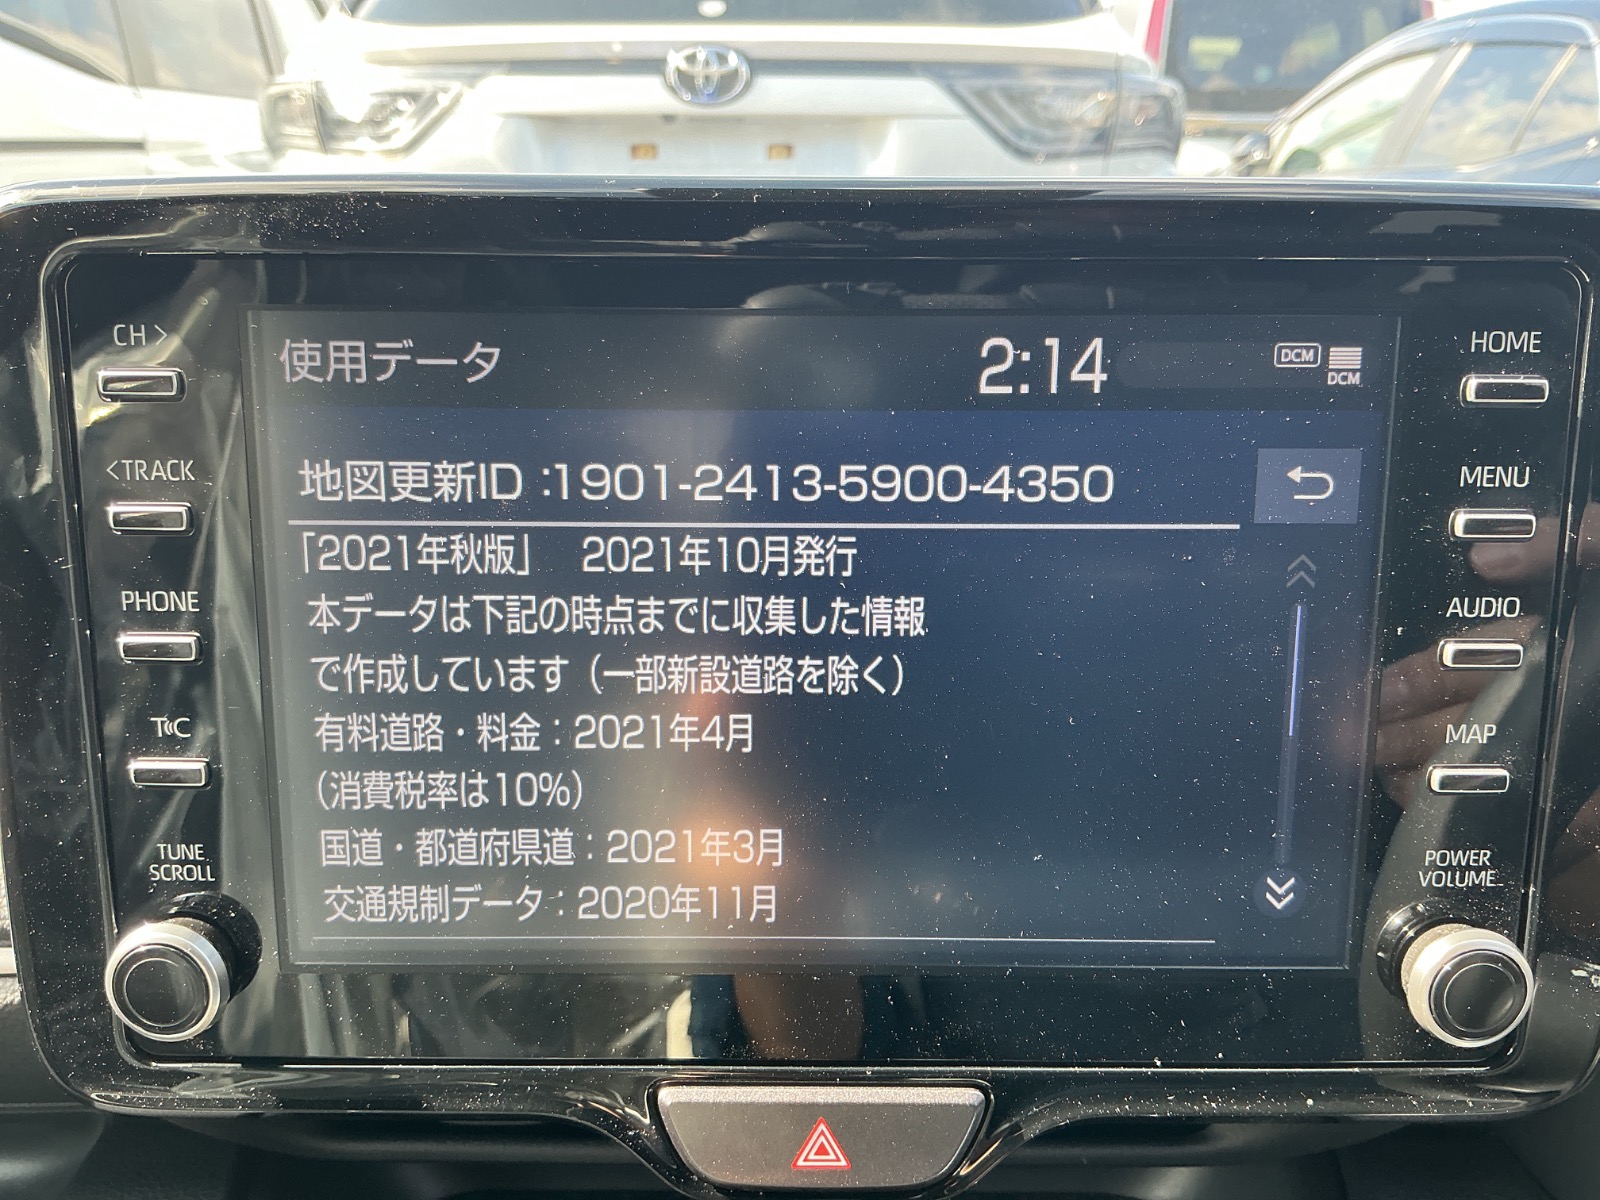 使用データ 2:14 DCM DCM
地図更新ID :1901-2413-5900-4350
「2021年秋版」 2021年10月発行
本データは下記の時点までに収集した情報
で作成しています（一部新設道路を除く）
有料道路・料金：2021年4月
（消費税率は10%）
国道・都道府県道：2021年3月
交通規制データ：2020年11月
CH>
<TRACK
PHONE
T C
TUNE
SCROLL
HOME
MENU
AUDIO
MAP
POWER
VOLUME